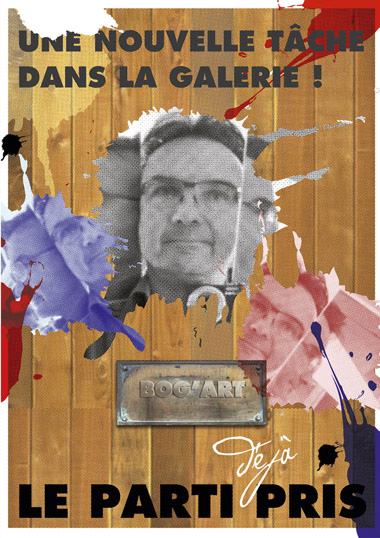 UNE NOUVELLE TÂCHE
DANS LA GALERIE !
BOG'ART
Déjà
LE PARTI PRIS